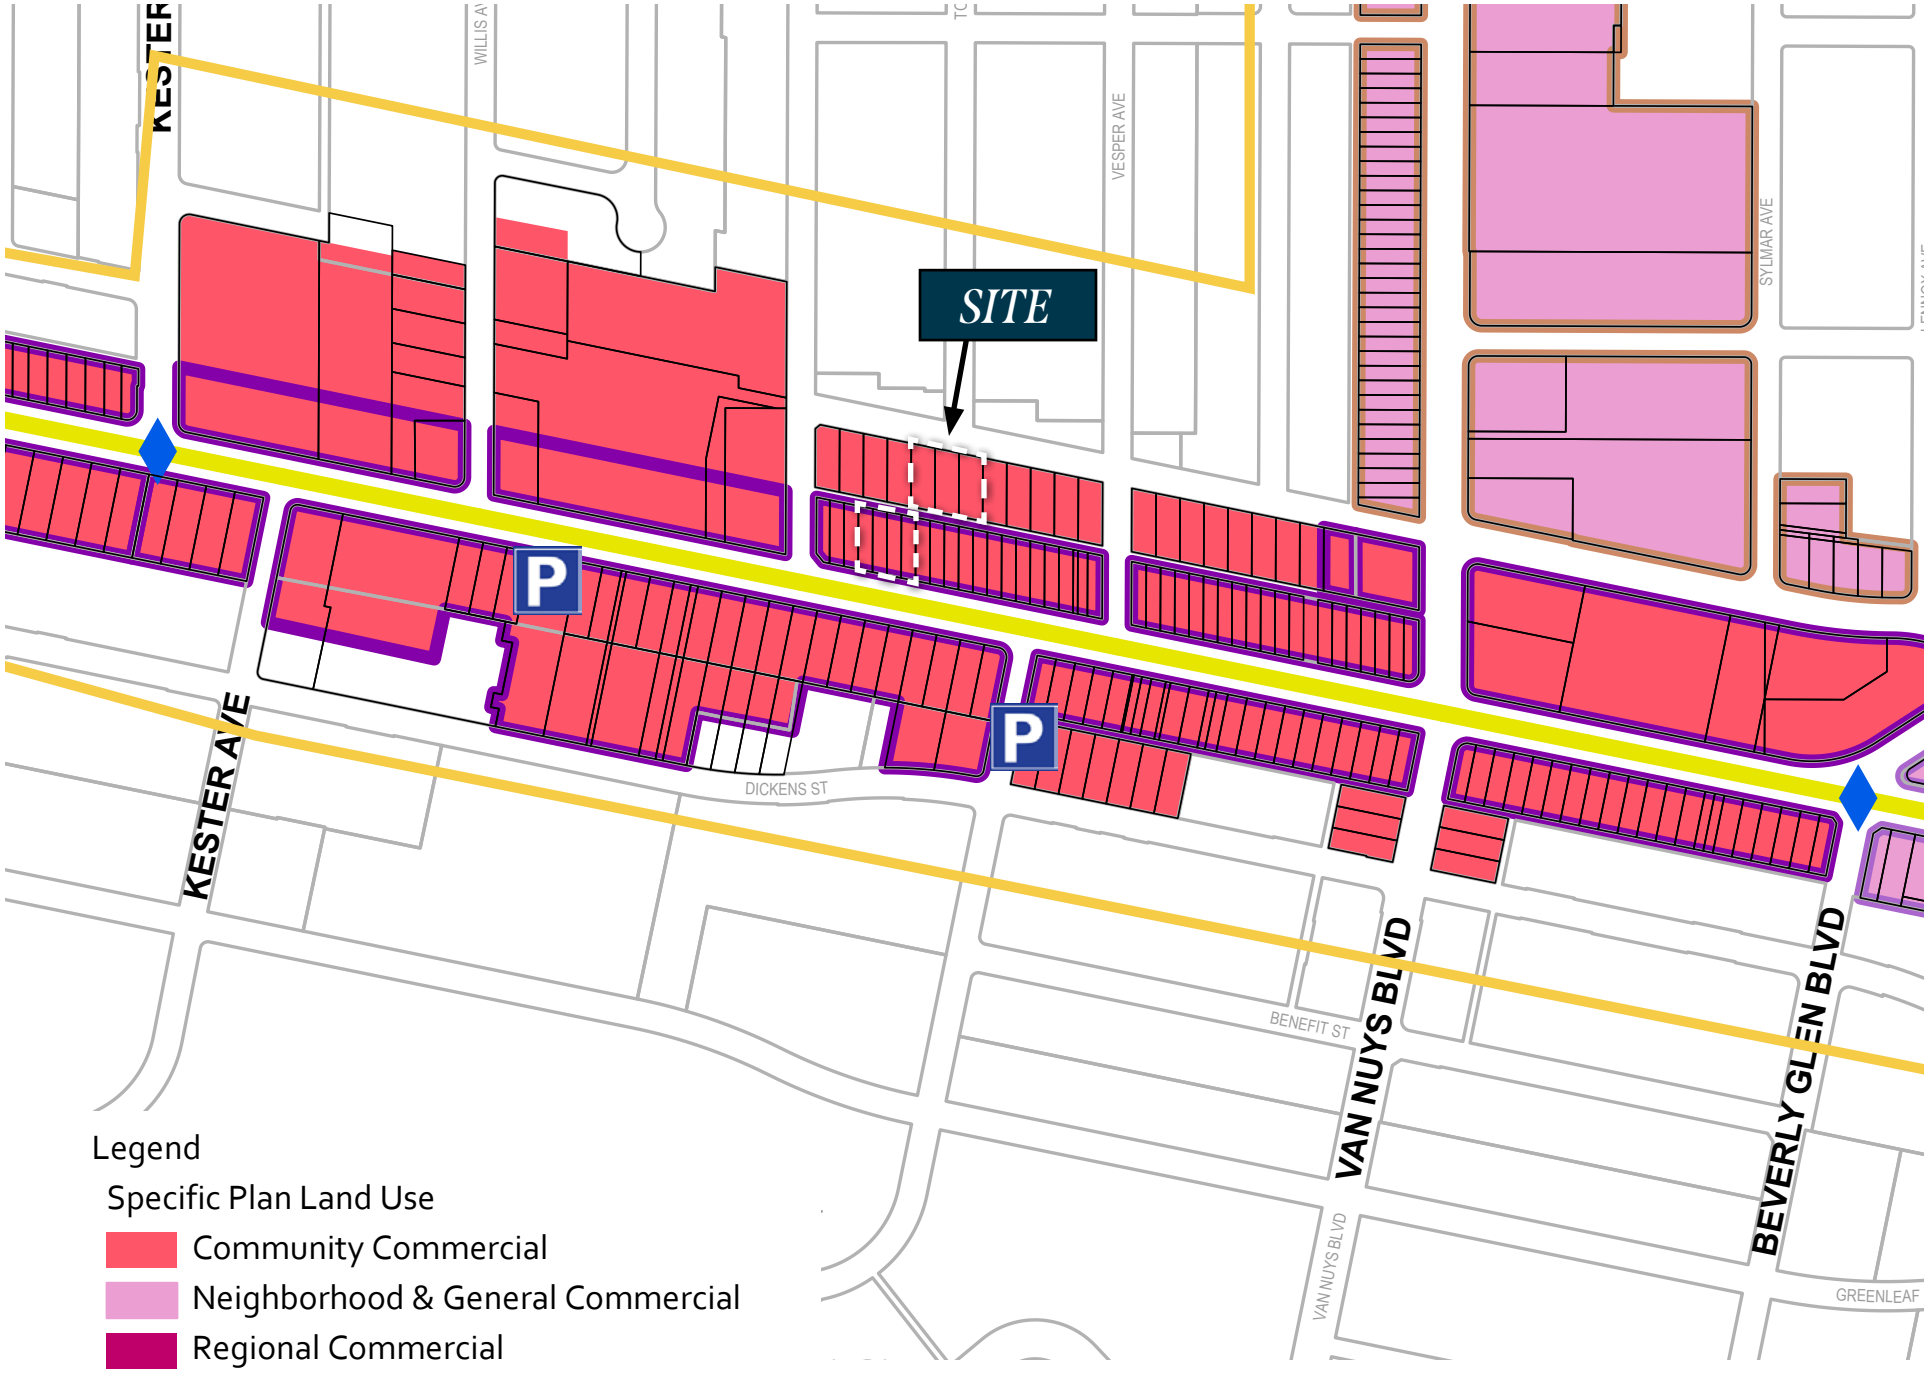 KESTER
WILLIS AV
VESPER AVE
SYLMAR AVE
SITE
P
P
DICKENS ST
KESTER AVE
VAN NUYS BLVD
BENEFIT ST
BEVERLY GLEN BLVD
VAN NUYS BLVD
GREENLEAF
Legend
Specific Plan Land Use
Community Commercial
Neighborhood & General Commercial
Regional Commercial